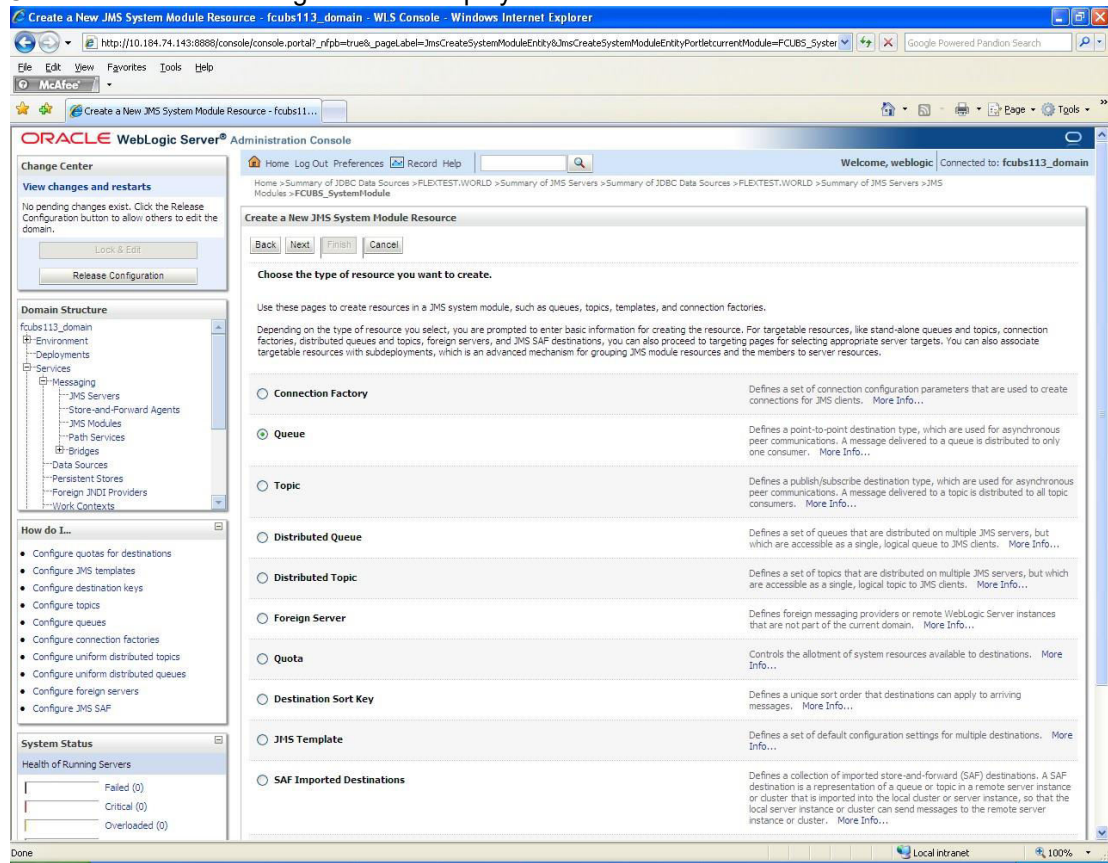 Create a New JMS System Module Resource - fcubs113_domain - WLS Console - Windows Internet Explorer
http://10.184.74.143:8888/console/console.portal?_nfpb=true&_pageLabel=JmsCreateSystemModuleEntity&JmsCreateSystemModuleEntityPortletcurrentModule=FCUBS_System
Google Powered Pandion Search
File Edit View Favorites Tools Help
McAfee
Create a New JMS System Module Resource - fcubs11...
Page Tools
ORACLE WebLogic Server® Administration Console
Change Center
View changes and restarts
No pending changes exist. Click the Release
Configuration button to allow others to edit the
domain.
Lock & Edit
Release Configuration
Domain Structure
fcubs113_domain
Environment
Deployments
Services
Messaging
JMS Servers
Store-and-Forward Agents
JMS Modules
Path Services
Bridges
Data Sources
Persistent Stores
Foreign JNDI Providers
Work Contexts
How do I...
Configure quotas for destinations
Configure JMS templates
Configure destination keys
Configure topics
Configure queues
Configure connection factories
Configure uniform distributed topics
Configure uniform distributed queues
Configure foreign servers
Configure JMS SAF
System Status
Health of Running Servers
Failed (0)
Critical (0)
Overloaded (0)
Home Log Out Preferences Record Help
Welcome, weblogic Connected to: fcubs113_domain
Home >Summary of JDBC Data Sources >FLEXTEST.WORLD >Summary of JMS Servers >Summary of JDBC Data Sources >FLEXTEST.WORLD >Summary of JMS Servers >JMS
Modules >FCUBS_SystemModule
Create a New JMS System Module Resource
Back Next Finish Cancel
Choose the type of resource you want to create.
Use these pages to create resources in a JMS system module, such as queues, topics, templates, and connection factories.
Depending on the type of resource you select, you are prompted to enter basic information for creating the resource. For targetable resources, like stand-alone queues and topics, connection
factories, distributed queues and topics, foreign servers, and JMS SAF destinations, you can also proceed to targeting pages for selecting appropriate server targets. You can also associate
targetable resources with subdeployments, which is an advanced mechanism for grouping JMS module resources and the members to server resources.
Connection Factory
Defines a set of connection configuration parameters that are used to create
connections for JMS clients. More Info...
Queue
Defines a point-to-point destination type, which are used for asynchronous
peer communications. A message delivered to a queue is distributed to only
one consumer. More Info...
Topic
Defines a publish/subscribe destination type, which are used for asynchronous
peer communications. A message delivered to a topic is distributed to all topic
consumers. More Info...
Distributed Queue
Defines a set of queues that are distributed on multiple JMS servers, but
which are accessible as a single, logical queue to JMS clients. More Info...
Distributed Topic
Defines a set of topics that are distributed on multiple JMS servers, but which
are accessible as a single, logical topic to JMS clients. More Info...
Foreign Server
Defines foreign messaging providers or remote WebLogic Server instances
that are not part of the current domain. More Info...
Quota
Controls the allotment of system resources available to destinations. More
Info...
Destination Sort Key
Defines a unique sort order that destinations can apply to arriving
messages. More Info...
JMS Template
Defines a set of default configuration settings for multiple destinations. More
Info...
SAF Imported Destinations
Defines a collection of imported store-and-forward (SAF) destinations. A SAF
destination is a representation of a queue or topic in a remote server instance
or cluster that is imported into the local cluster or server instance, so that the
local server instance or cluster can send messages to the remote server
instance or cluster. More Info...
Done
Local intranet
100%